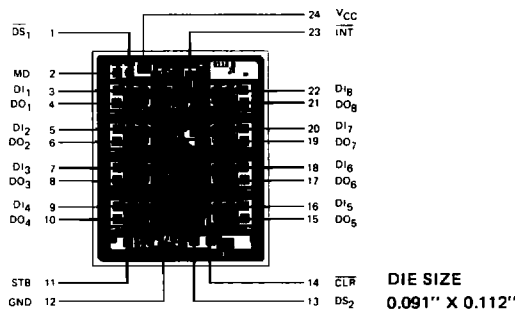 24 VCC
DS1 1
23 INT
MD 2
DI1 3
22 DI8
DO1 4
21 DO8
DI2 5
20 DI7
DO2 6
19 DO7
DI3 7
18 DI6
DO3 8
17 DO6
DI4 9
16 DI5
DO4 10
15 DO5
STB 11
14 CLR
DIE SIZE
GND 12
13 DS2
0.091" X 0.112"